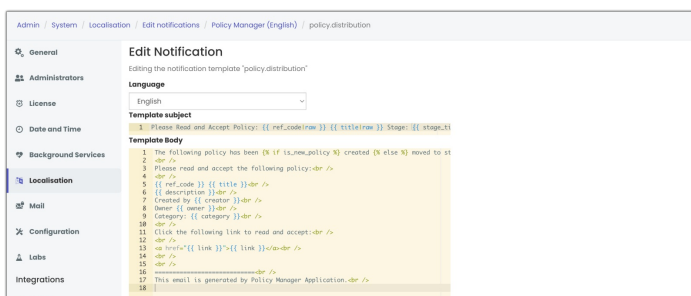 Admin / System / Localisation / Edit notifications / Policy Manager (English) / policy.distribution
General
Administrators
License
Date and Time
Background Services
Localisation
Mail
Configuration
Labs
Integrations
Edit Notification
Editing the notification template "policy.distribution"
Language
English
Template subject
1 Please Read and Accept Policy: {{ ref_code|raw }} {{ title|raw }} Stage: {{ stage_ti
Template Body
1 The following policy has been {% if is_new_policy %} created {% else %} moved to st
2 <br />
3 Please read and accept the following policy:<br />
4 <br />
5 {{ ref_code }} {{ title }}<br />
6 {{ description }}<br />
7 Created by {{ creator }}<br />
8 Owner {{ owner }}<br />
9 Category: {{ category }}<br />
10 <br />
11 Click the following link to read and accept:<br />
12 <br />
13 <a href="{{ link }}">{{ link }}</a><br />
14 <br />
15 <br />
16 ============================<br />
17 This email is generated by Policy Manager Application.<br />
18